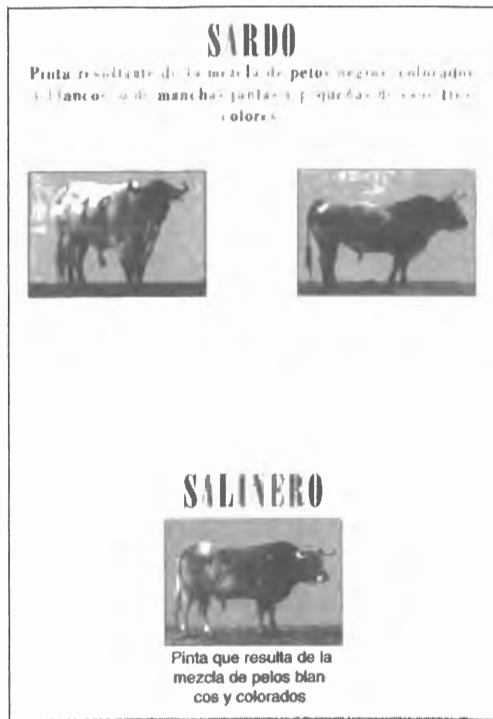 SARDO
Pinta resultante de la mezcla de pelos negros, colorados
y blancos, o de manchas juntas y pequeñas de esos tres
colores
SALINERO
Pinta que resulta de la
mezcla de pelos blan
cos y colorados